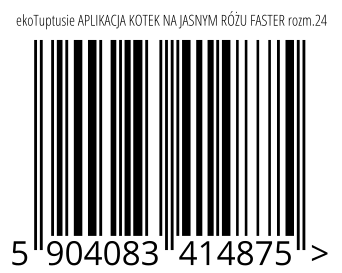 ekoTuptusie APLIKACJA KOTEK NA JASNYM RÓŻU FASTER rozm.24
5 904083 414875 >